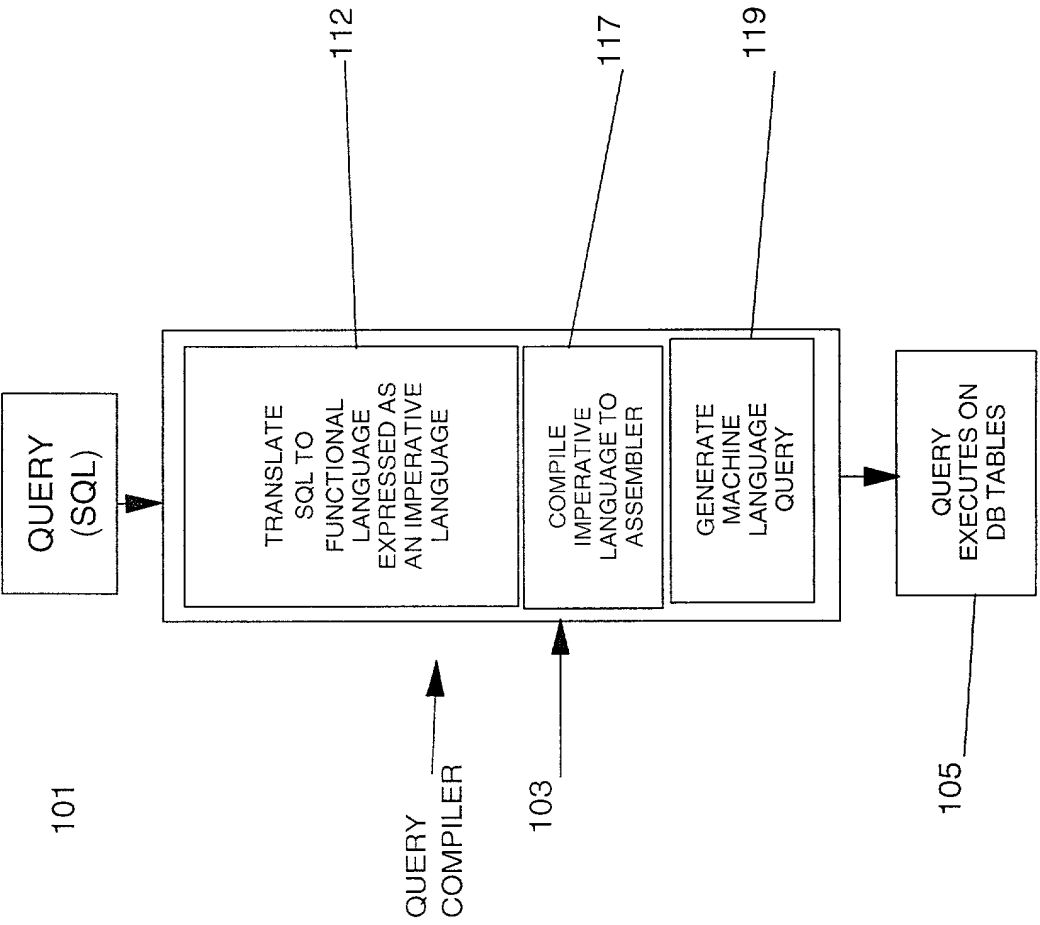 101
QUERY
(SQL)
QUERY
COMPILER
103
TRANSLATE
SQL TO
FUNCTIONAL
LANGUAGE
EXPRESSED AS
AN IMPERATIVE
LANGUAGE
112
COMPILE
IMPERATIVE
LANGUAGE TO
ASSEMBLER
117
GENERATE
MACHINE
LANGUAGE
QUERY
119
105
QUERY
EXECUTES ON
DB TABLES